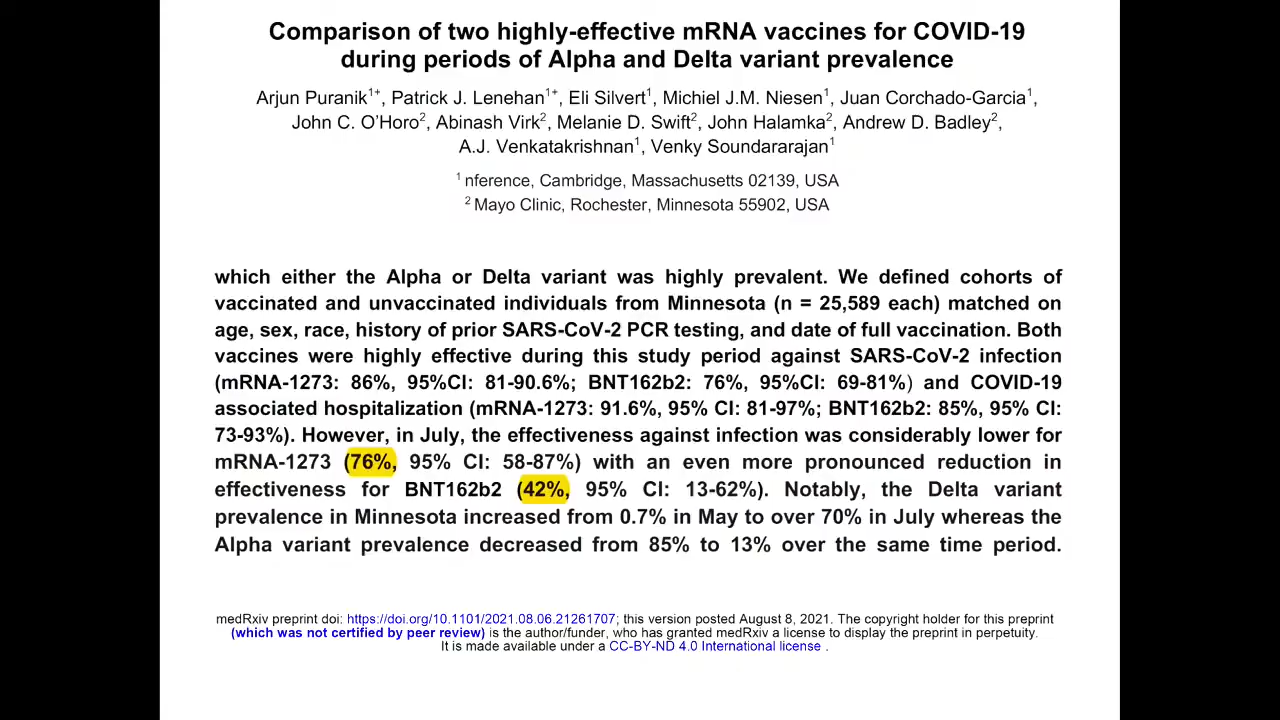 Comparison of two highly-effective mRNA vaccines for COVID-19
during periods of Alpha and Delta variant prevalence
Arjun Puranik1+, Patrick J. Lenehan1+, Eli Silvert1, Michiel J.M. Niesen1, Juan Corchado-Garcia1,
John C. O’Horo2, Abinash Virk2, Melanie D. Swift2, John Halamka2, Andrew D. Badley2,
A.J. Venkatakrishnan1, Venky Soundararajan1
1 nference, Cambridge, Massachusetts 02139, USA
2 Mayo Clinic, Rochester, Minnesota 55902, USA
which either the Alpha or Delta variant was highly prevalent. We defined cohorts of
vaccinated and unvaccinated individuals from Minnesota (n = 25,589 each) matched on
age, sex, race, history of prior SARS-CoV-2 PCR testing, and date of full vaccination. Both
vaccines were highly effective during this study period against SARS-CoV-2 infection
(mRNA-1273: 86%, 95%CI: 81-90.6%; BNT162b2: 76%, 95%CI: 69-81%) and COVID-19
associated hospitalization (mRNA-1273: 91.6%, 95% CI: 81-97%; BNT162b2: 85%, 95% CI:
73-93%). However, in July, the effectiveness against infection was considerably lower for
mRNA-1273 (76%, 95% CI: 58-87%) with an even more pronounced reduction in
effectiveness for BNT162b2 (42%, 95% CI: 13-62%). Notably, the Delta variant
prevalence in Minnesota increased from 0.7% in May to over 70% in July whereas the
Alpha variant prevalence decreased from 85% to 13% over the same time period.
medRxiv preprint doi: https://doi.org/10.1101/2021.08.06.21261707; this version posted August 8, 2021. The copyright holder for this preprint
(which was not certified by peer review) is the author/funder, who has granted medRxiv a license to display the preprint in perpetuity.
It is made available under a CC-BY-ND 4.0 International license .